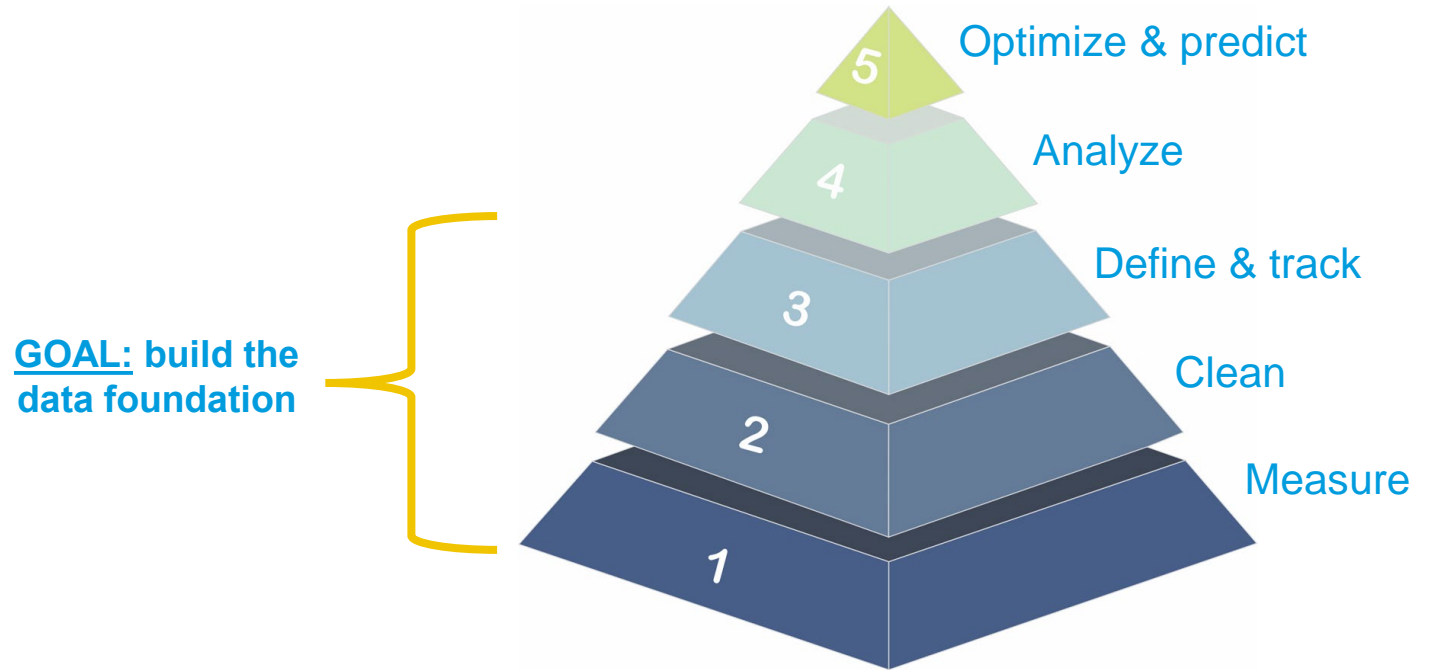 5
Optimize & predict
4
Analyze
3
Define & track
GOAL: build the
data foundation
2
Clean
1
Measure